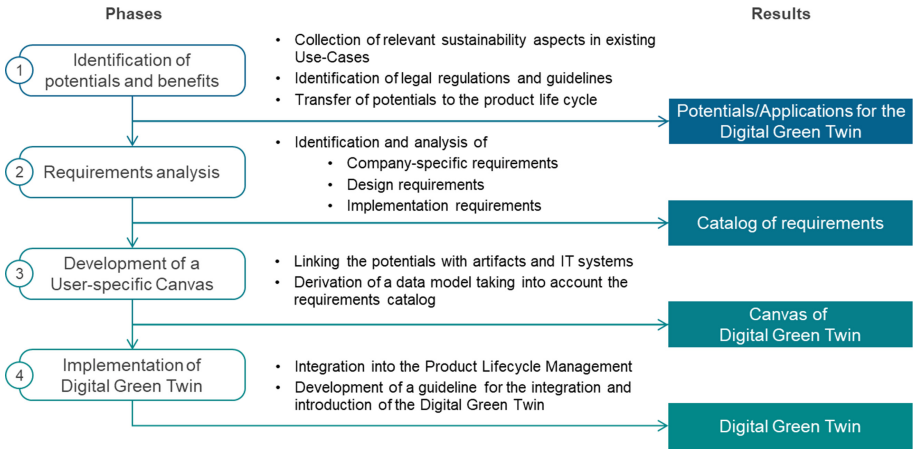 Phases
Results
1
Identification of
potentials and benefits
• Collection of relevant sustainability aspects in existing
Use-Cases
• Identification of legal regulations and guidelines
• Transfer of potentials to the product life cycle
Potentials/Applications for the
Digital Green Twin
2
Requirements analysis
• Identification and analysis of
• Company-specific requirements
• Design requirements
• Implementation requirements
Catalog of requirements
3
Development of a
User-specific Canvas
• Linking the potentials with artifacts and IT systems
• Derivation of a data model taking into account the
requirements catalog
Canvas of
Digital Green Twin
4
Implementation of
Digital Green Twin
• Integration into the Product Lifecycle Management
• Development of a guideline for the integration and
introduction of the Digital Green Twin
Digital Green Twin